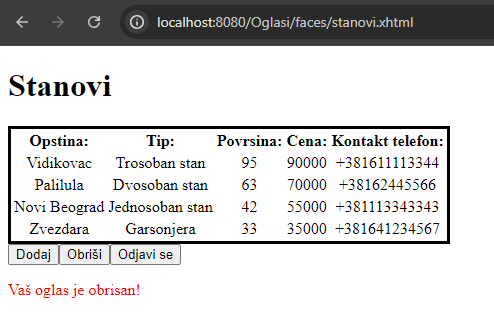 localhost:8080/Oglasi/faces/stanovi.xhtml
Stanovi
Opstina: Tip: Povrsina: Cena: Kontakt telefon:
Vidikovac Trosoban stan 95 90000 +381611113344
Palilula Dvosoban stan 63 70000 +38162445566
Novi Beograd Jednosoban stan 42 55000 +381113343343
Zvezdara Garsonjera 33 35000 +381641234567
Dodaj Obriši Odjavi se
Vaš oglas je obrisan!